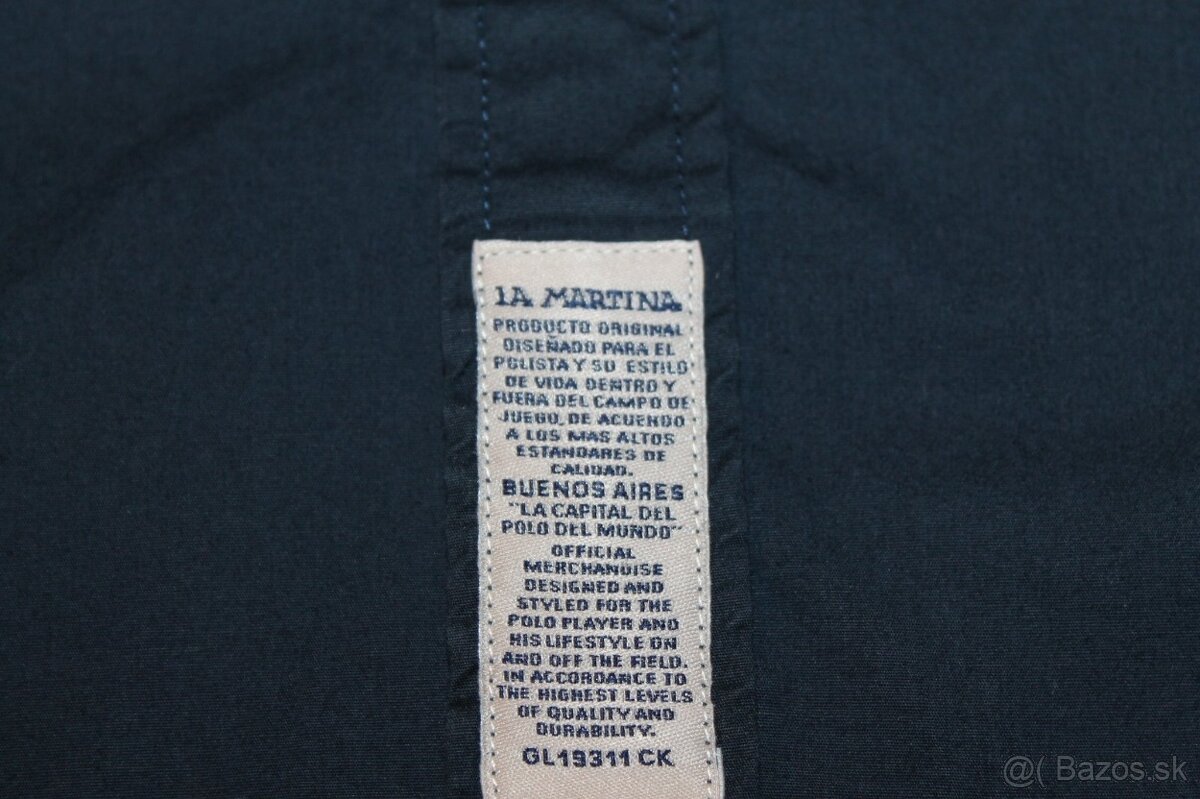 LA MARTINA
PRODUCTO ORIGINAL
DISEÑADO PARA EL
POLISTA Y SU ESTILO
DE VIDA DENTRO Y
FUERA DEL CAMPO DE
JUEGO, DE ACUERDO
A LOS MAS ALTOS
ESTANDARES DE
CALIDAD.
BUENOS AIRES
"LA CAPITAL DEL
POLO DEL MUNDO"
OFFICIAL
MERCHANDISE
DESIGNED AND
STYLED FOR THE
POLO PLAYER AND
HIS LIFESTYLE ON
AND OFF THE FIELD.
IN ACCORDANCE TO
THE HIGHEST LEVELS
OF QUALITY AND
DURABILITY.
GL19311 CK
@( Bazos.sk